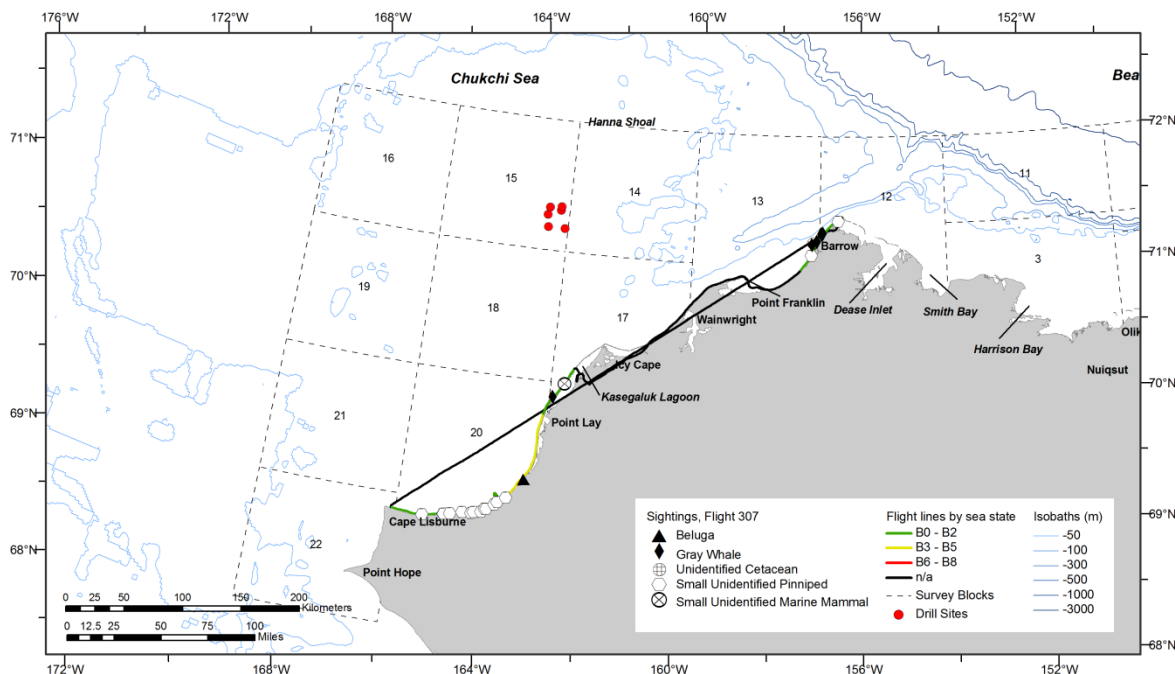 176°W
172°W
168°W
164°W
160°W
156°W
152°W
Chukchi Sea
Bea
72°N
71°N
Hanna Shoal
16
15
14
13
12
11
Barrow
3
71°N
70°N
19
18
17
Point Franklin
Dease Inlet
Smith Bay
Wainwright
Harrison Bay
Olik
Icy Cape
Nuiqsut
70°N
Kasegaluk Lagoon
69°N
21
20
Point Lay
Cape Lisburne
69°N
68°N
22
Point Hope
0 25 50 100 150 200
Kilometers
0 12.5 25 50 75 100
Miles
Sightings, Flight 307
Beluga
Gray Whale
Unidentified Cetacean
Small Unidentified Pinniped
Small Unidentified Marine Mammal
Flight lines by sea state
B0 - B2
B3 - B5
B6 - B8
n/a
Survey Blocks
Drill Sites
Isobaths (m)
-50
-100
-300
-500
-1000
-3000
68°N
172°W
168°W
164°W
160°W
156°W
152°W